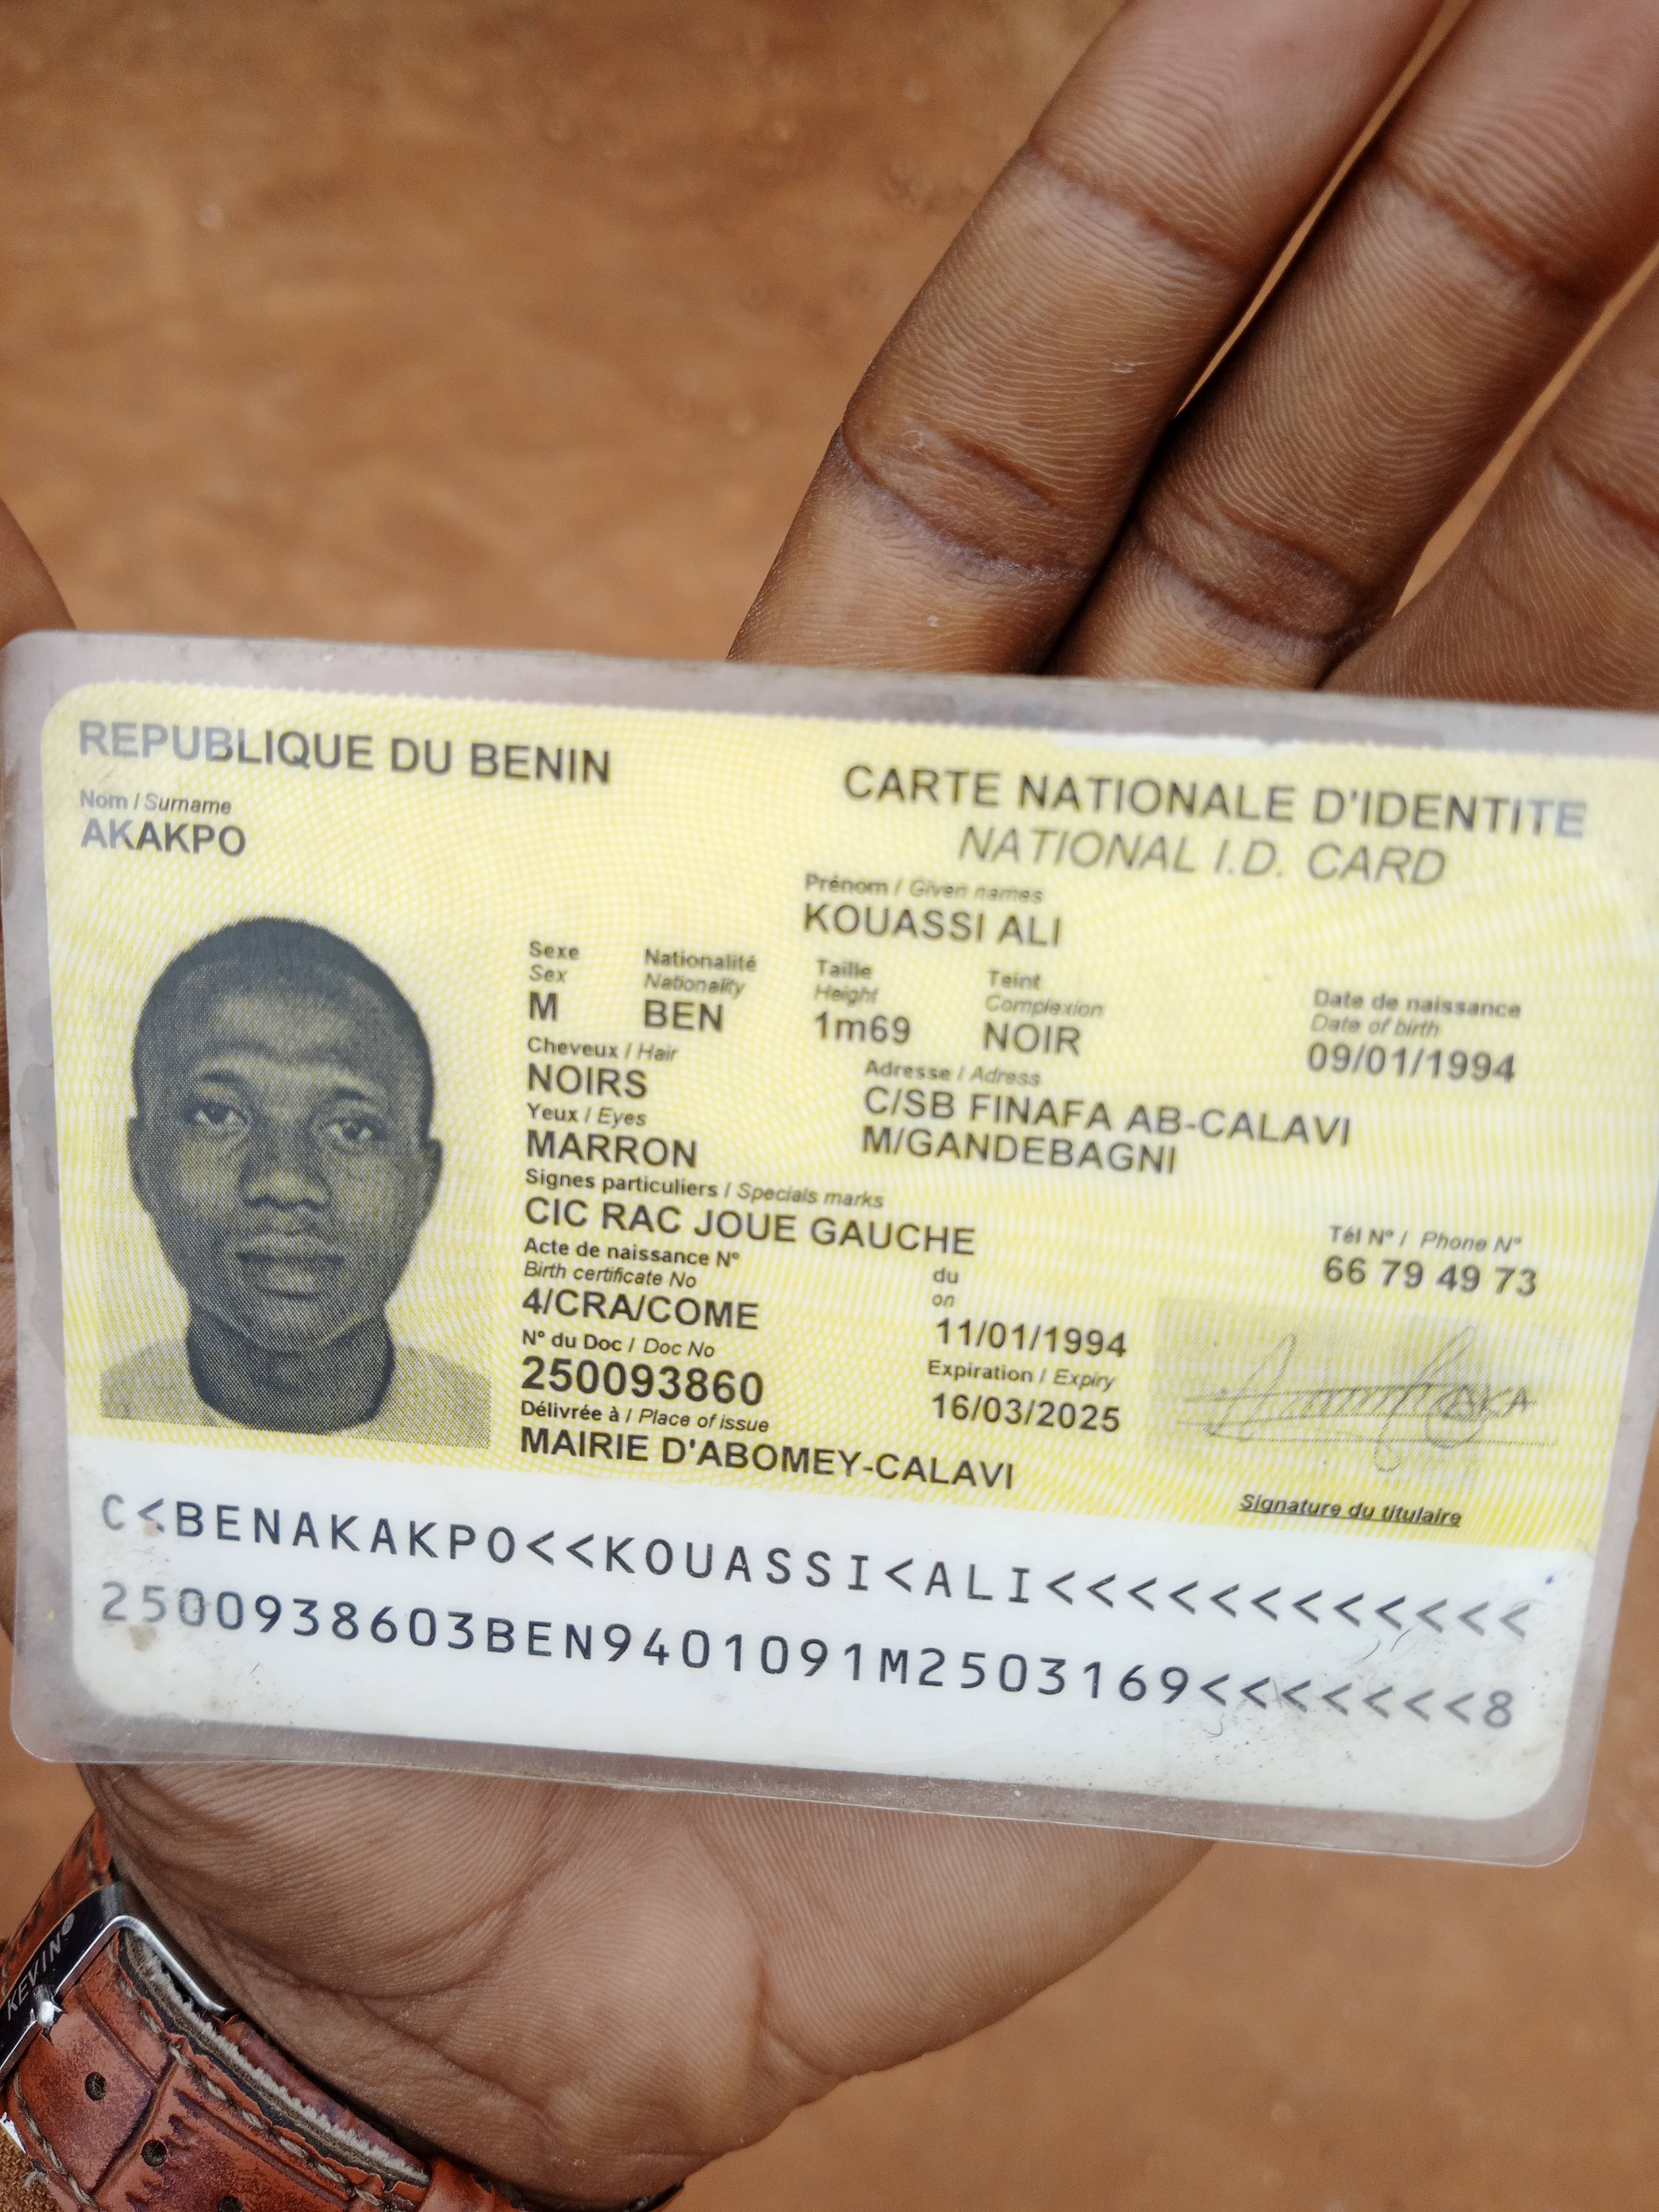 REPUBLIQUE DU BENIN
CARTE NATIONALE D'IDENTITE
NATIONAL I.D. CARD
Nom / Surname
AKAKPO
Prénom / Given names
KOUASSI ALI
Sexe
Sex
M
Nationalité
Nationality
BEN
Taille
Height
1m69
Teint
Complexion
NOIR
Date de naissance
Date of birth
09/01/1994
Cheveux / Hair
NOIRS
Adresse / Adress
C/SB FINAFA AB-CALAVI
M/GANDEBAGNI
Yeux / Eyes
MARRON
Signes particuliers / Specials marks
CIC RAC JOUE GAUCHE
Tél N° / Phone N°
66 79 49 73
Acte de naissance N°
Birth certificate No
4/CRA/COME
du
on
11/01/1994
N° du Doc / Doc No
250093860
Expiration / Expiry
16/03/2025
Délivrée à / Place of issue
MAIRIE D'ABOMEY-CALAVI
Signature du titulaire
C<BENAKAKPO<<KOUASSI<ALI<<<<<<<<<<<<
2500938603BEN9401091M2503169<<<<<<<8
KEVIN